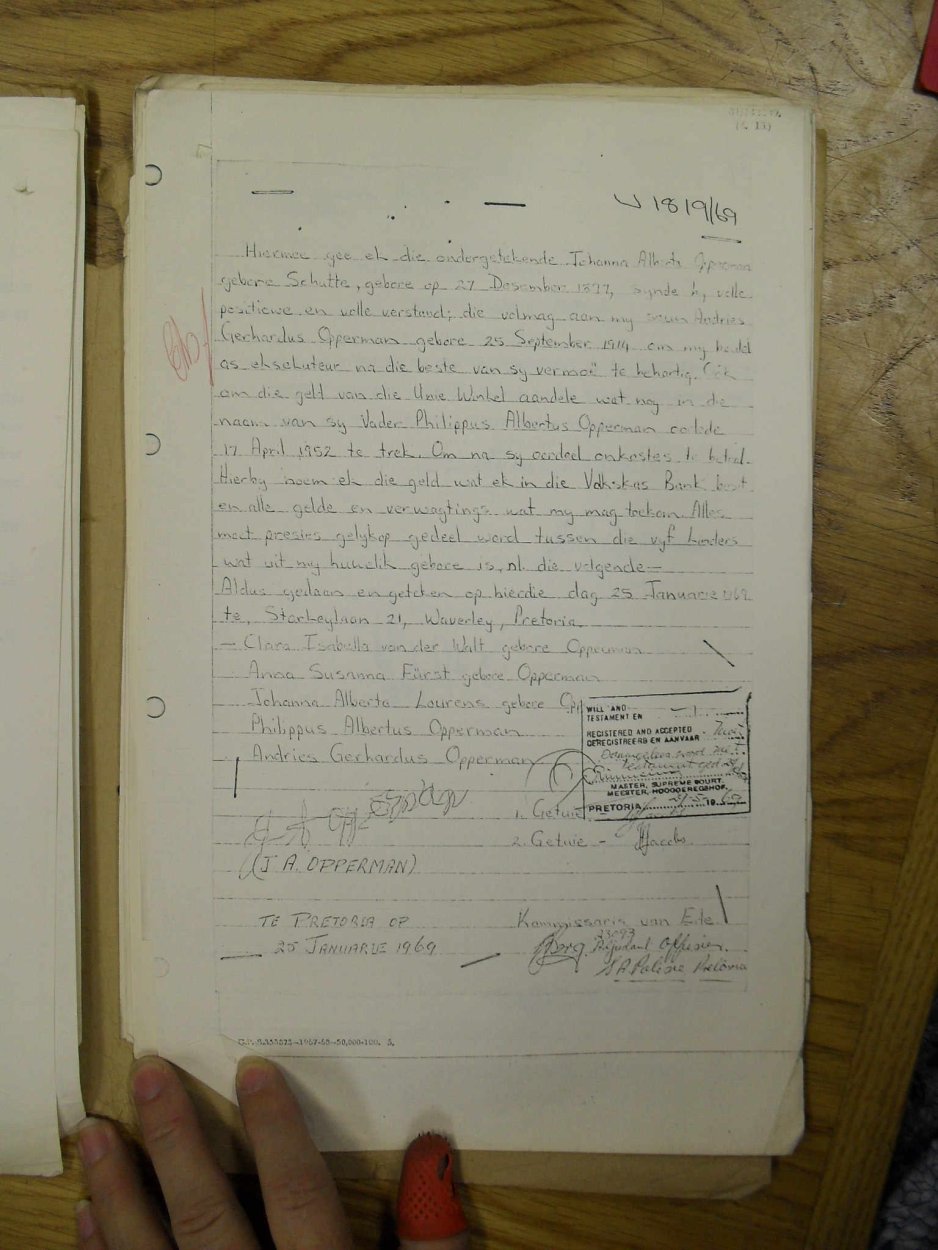 W 1819/69
Hiermee gee ek die ondergetekende Johanna Alberta Opperman
gebore Schutte, gebore op 27 Desember 1897, synde by volle
positiewe en volle verstand; die volmag aan my seun Andries
Gerhardus Opperman gebore 25 September 1914 om my boedel
as eksekuteur na die beste van sy vermoë te behartig. Ook
om die geld van die Unie Winkel aandele wat nog in die
naam van sy Vader Philippus Albertus Opperman oorlede
17 April 1952 te trek. Om na sy oordeel onkostes te betaal.
Hierby noem ek die geld wat ek in die Volkskas Bank besit
en alle gelde en verwagtings wat my mag toekom. Alles
moet presies gelykop gedeel word tussen die vyf kinders
wat uit my huwelik gebore is, nl. die volgende:-
Aldus gedaan en geteken op hierdie dag 25 Januarie 1969
te, Starkeylaan 21, Waverley, Pretoria.
- Clara Isabella van der Walt gebore Opperman
Anna Susanna Fürst gebore Opperman
Johanna Alberta Lourens gebore Opp
Philippus Albertus Opperman
Andries Gerhardus Opperman
WILL AND
TESTAMENT EN
REGISTERED AND ACCEPTED
GEREGISTREER EN AANVAAR
MASTER, SUPREME COURT.
MEESTER, HOOGGEREGSHOF.
PRETORIA 19
1. Getuie
2. Getuie - Jacobs
(J. A. OPPERMAN)
TE PRETORIA OP
25 JANUARIE 1969
Kommissaris van Ede
23093
Adjudant Offisier.
S.A. Polisie Pretoria